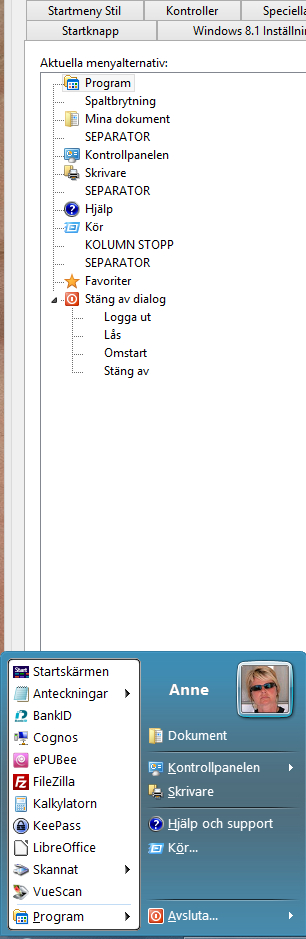 Startmeny Stil
Kontroller
Speciella
Startknapp
Windows 8.1 Inställnin
Aktuella menyalternativ:
Program
Spaltbrytning
Mina dokument
SEPARATOR
Kontrollpanelen
Skrivare
SEPARATOR
Hjälp
Kör
KOLUMN STOPP
SEPARATOR
Favoriter
Stäng av dialog
Logga ut
Lås
Omstart
Stäng av
Start
Startskärmen
Anteckningar
BankID
Cognos
ePUBee
FileZilla
Kalkylatorn
KeePass
LibreOffice
Skannat
VueScan
Program
Anne
Dokument
Kontrollpanelen
Skrivare
Hjälp och support
Kör...
Avsluta...